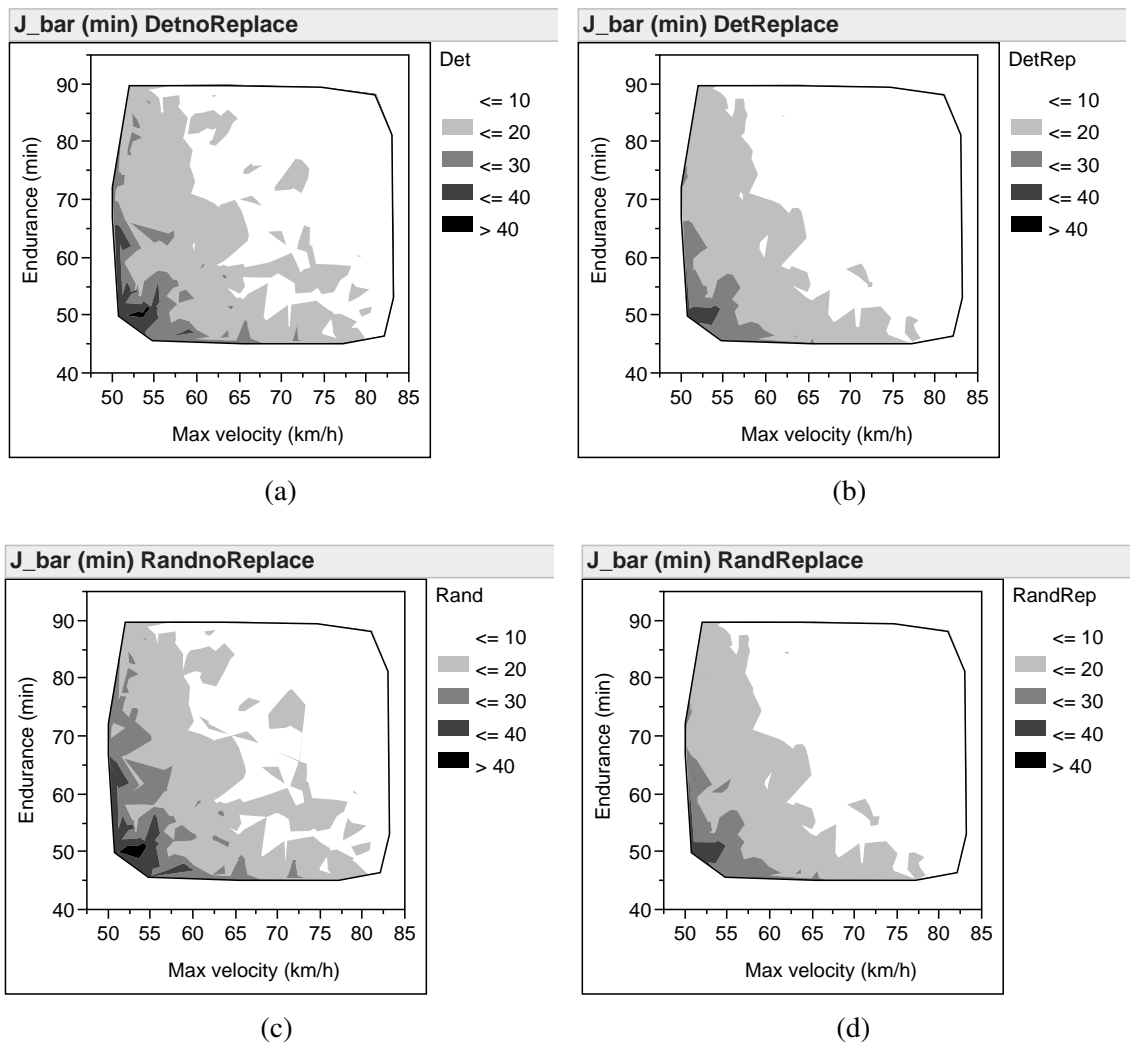 J_bar (min) DetnoReplace
Det
<= 10
<= 20
<= 30
<= 40
> 40
90
80
70
60
50
40
Endurance (min)
50 55 60 65 70 75 80 85
Max velocity (km/h)
(a)
J_bar (min) DetReplace
DetRep
<= 10
<= 20
<= 30
<= 40
> 40
90
80
70
60
50
40
Endurance (min)
50 55 60 65 70 75 80 85
Max velocity (km/h)
(b)
J_bar (min) RandnoReplace
Rand
<= 10
<= 20
<= 30
<= 40
> 40
90
80
70
60
50
40
Endurance (min)
50 55 60 65 70 75 80 85
Max velocity (km/h)
(c)
J_bar (min) RandReplace
RandRep
<= 10
<= 20
<= 30
<= 40
> 40
90
80
70
60
50
40
Endurance (min)
50 55 60 65 70 75 80 85
Max velocity (km/h)
(d)